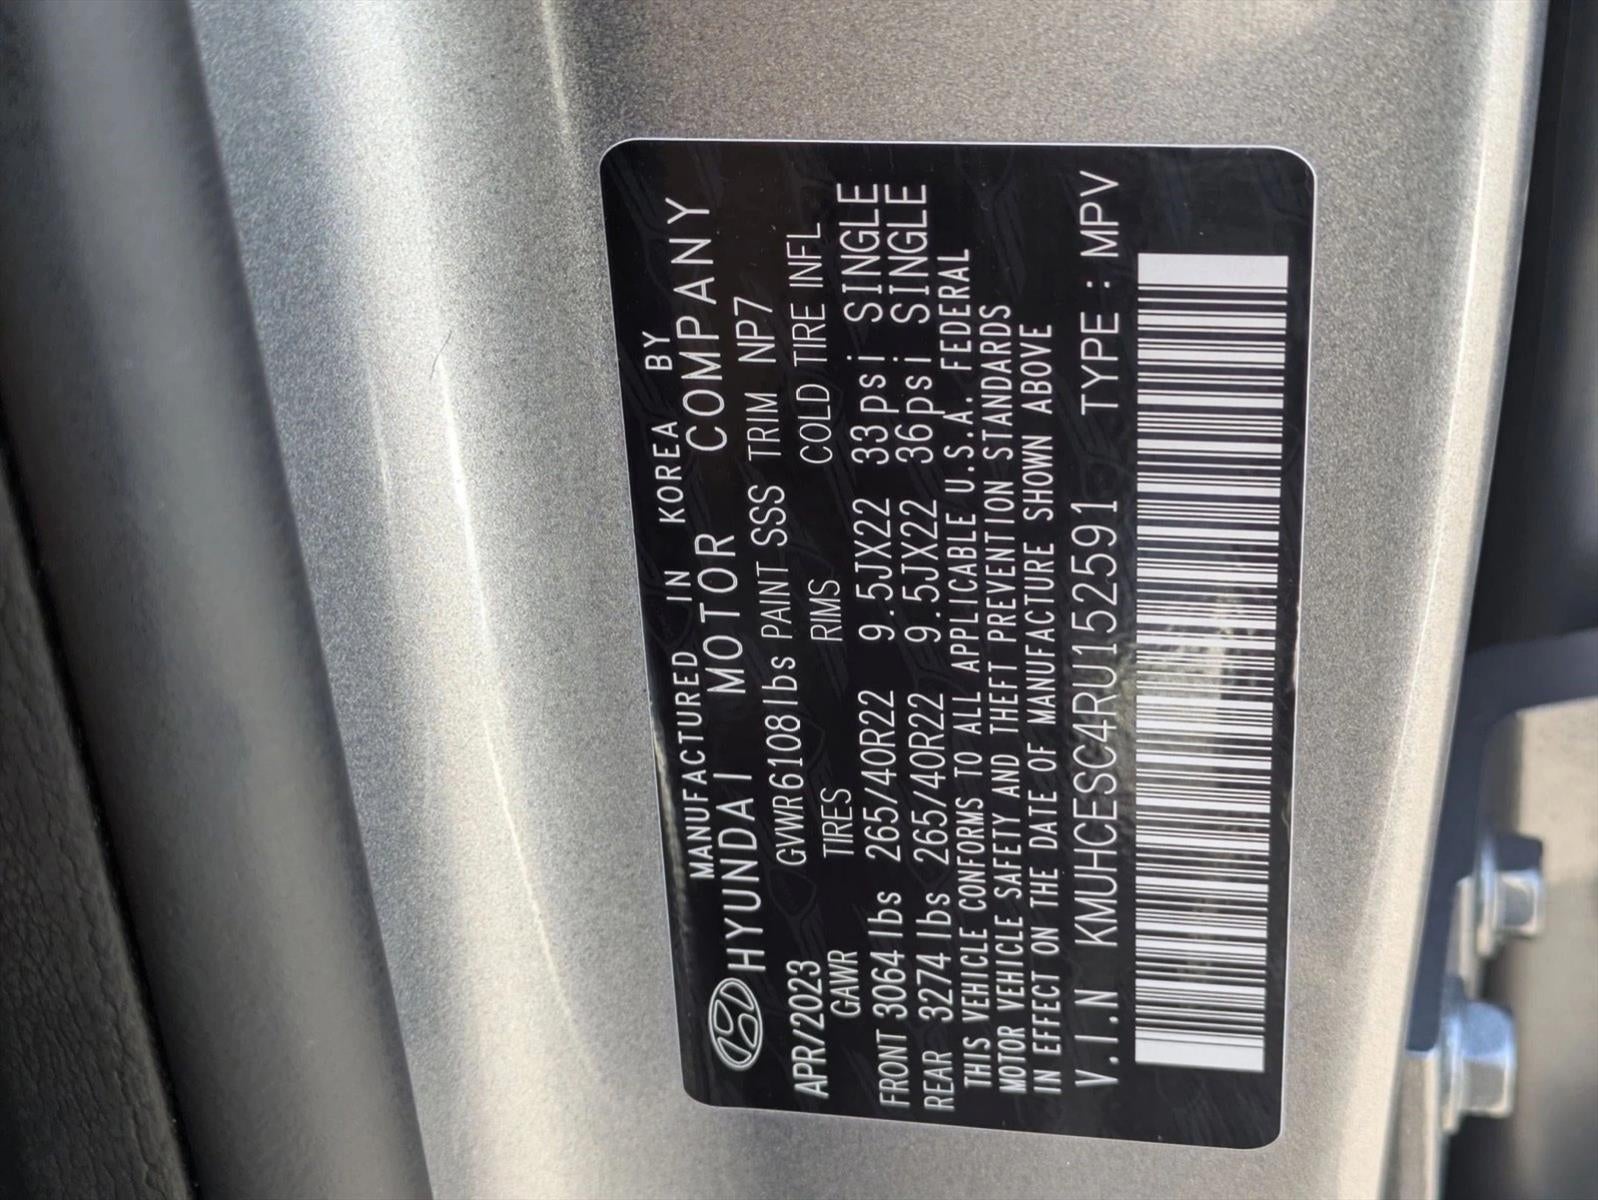 MANUFACTURED IN KOREA BY
HYUNDAI MOTOR COMPANY
APR/2023 GVWR6108lbs PAINT SSS TRIM NP7
GAWR TIRES RIMS COLD TIRE INFL
FRONT 3064 lbs 265/40R22 9.5JX22 33psi SINGLE
REAR 3274 lbs 265/40R22 9.5JX22 36psi SINGLE
THIS VEHICLE CONFORMS TO ALL APPLICABLE U.S.A. FEDERAL
MOTOR VEHICLE SAFETY AND THEFT PREVENTION STANDARDS
IN EFFECT ON THE DATE OF MANUFACTURE SHOWN ABOVE
V.I.N KMUHCESC4RU152591 TYPE : MPV